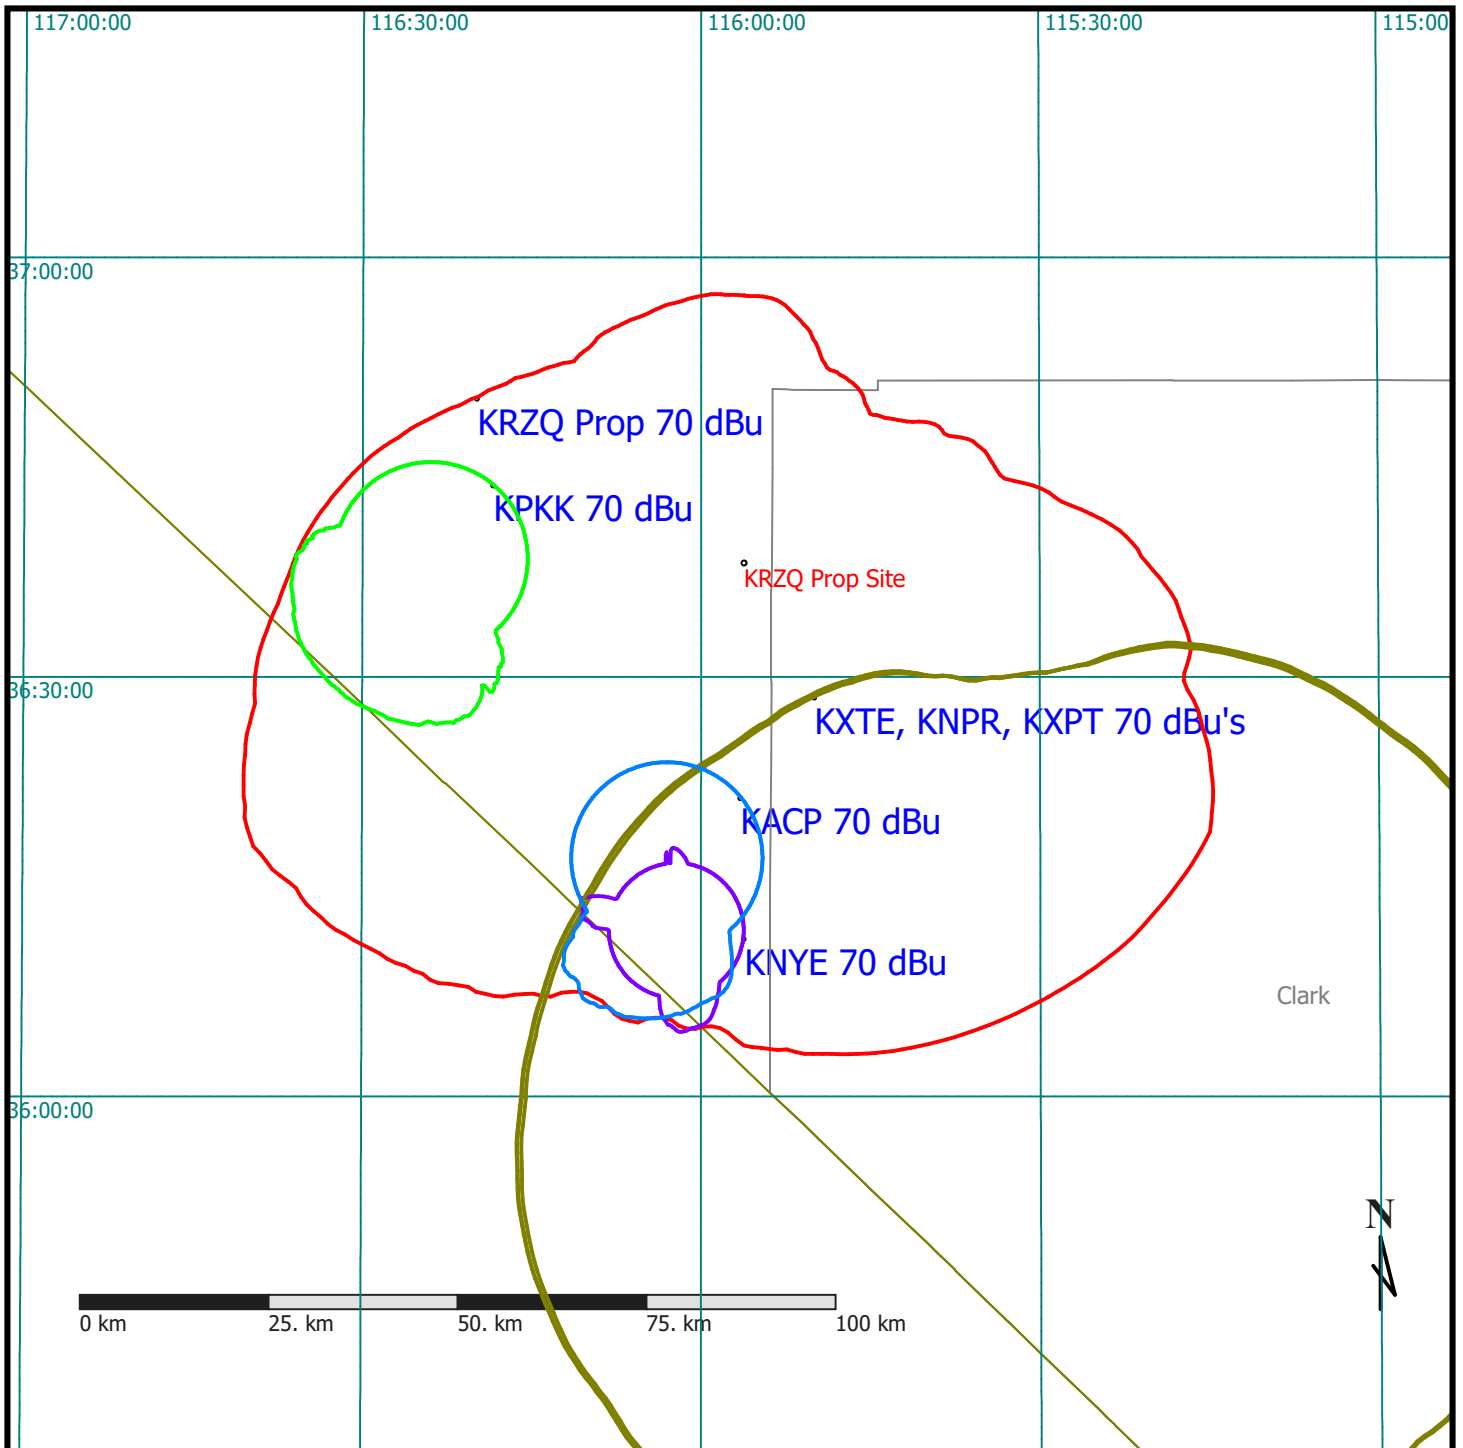 117:00:00
116:30:00
116:00:00
115:30:00
115:00
37:00:00
KRZQ Prop 70 dBu
KPKK 70 dBu
KRZQ Prop Site
36:30:00
KXTE, KNPR, KXPT 70 dBu's
KACP 70 dBu
KNYE 70 dBu
Clark
36:00:00
N
0 km
25. km
50. km
75. km
100 km